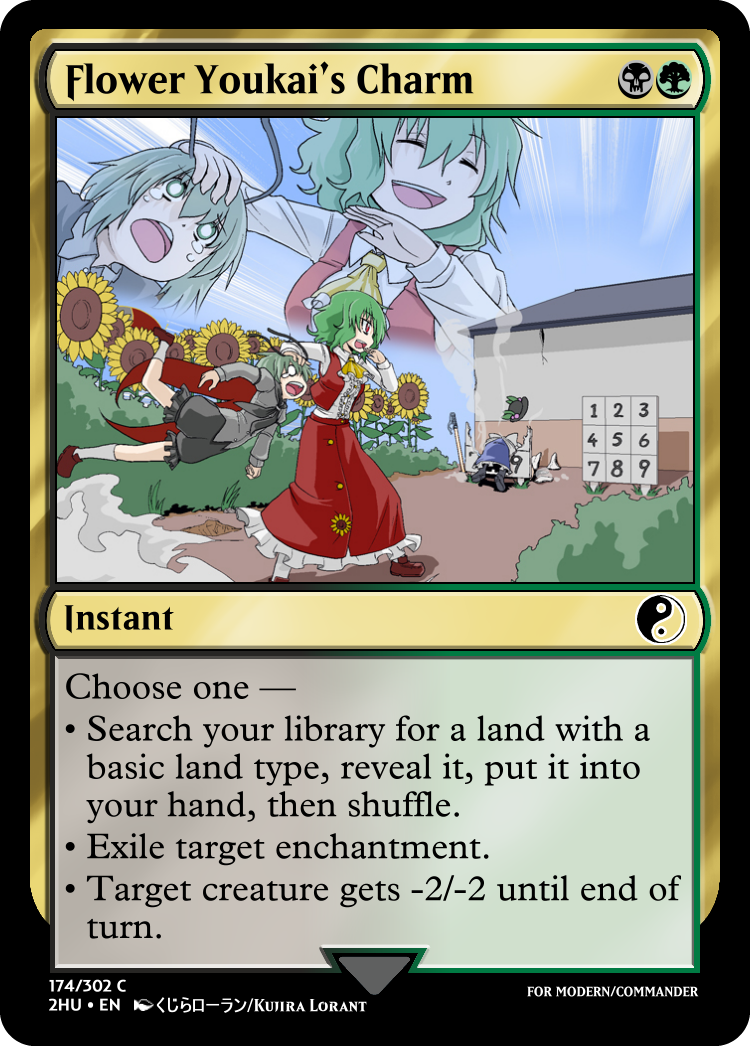 Flower Youkai's Charm
1 2 3
4 5 6
7 8 9
9
Instant
Choose one —
• Search your library for a land with a
basic land type, reveal it, put it into
your hand, then shuffle.
• Exile target enchantment.
• Target creature gets -2/-2 until end of
turn.
174/302 C
2HU • EN くじらローラン/Kujira Lorant
FOR MODERN/COMMANDER